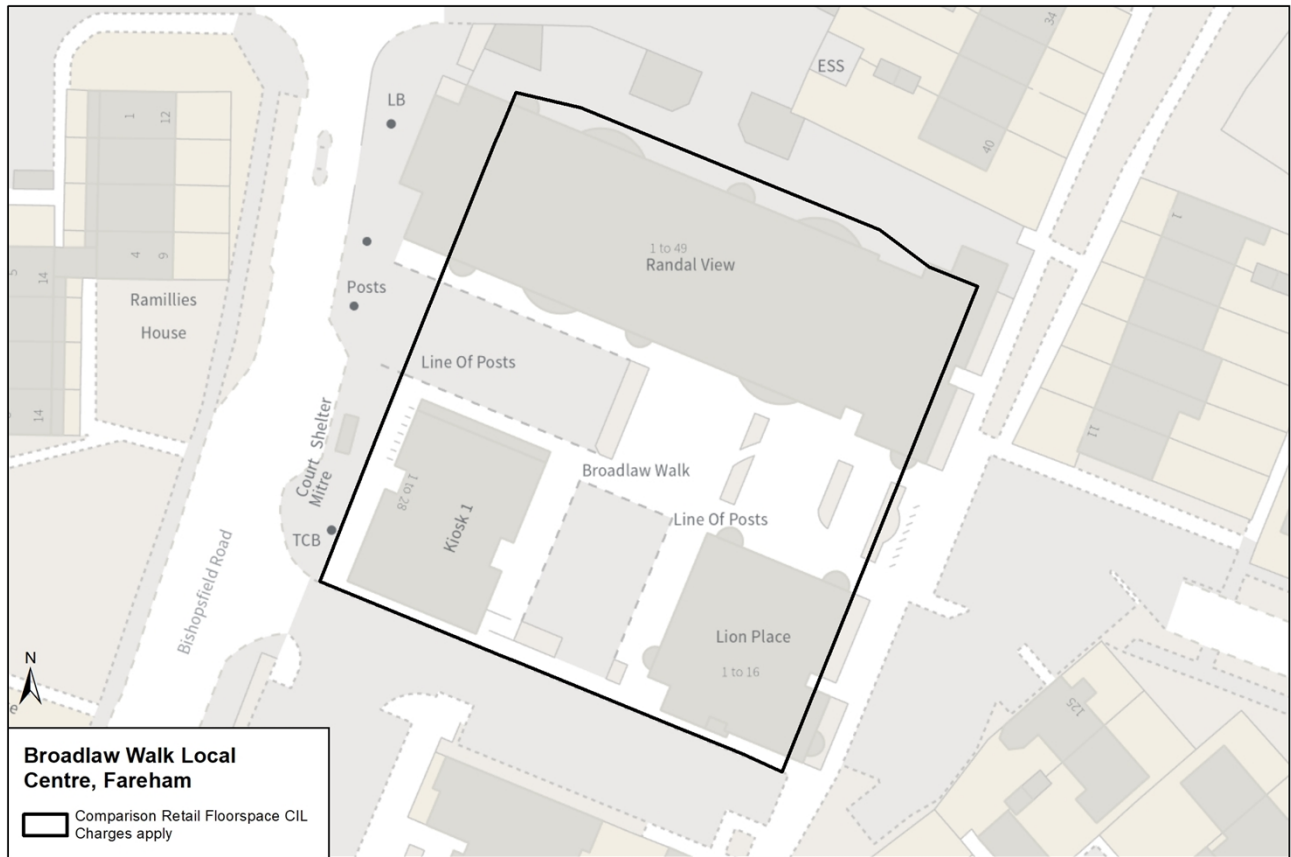 34
ESS
LB
1
12
40
1
1 to 49
Randal View
4
9
5
14
Posts
Ramillies
House
Line Of Posts
14
Court Shelter
Mitre
11
Broadlaw Walk
1 to 28
Kiosk 1
Line Of Posts
TCB
Bishopsfield Road
Lion Place
1 to 16
N
125
Broadlaw Walk Local
Centre, Fareham
Comparison Retail Floorspace CIL
Charges apply